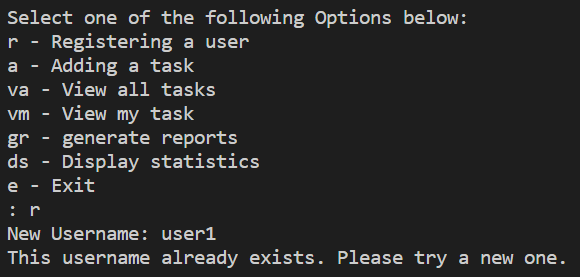 Select one of the following Options below:
r - Registering a user
a - Adding a task
va - View all tasks
vm - View my task
gr - generate reports
ds - Display statistics
e - Exit
: r
New Username: user1
This username already exists. Please try a new one.